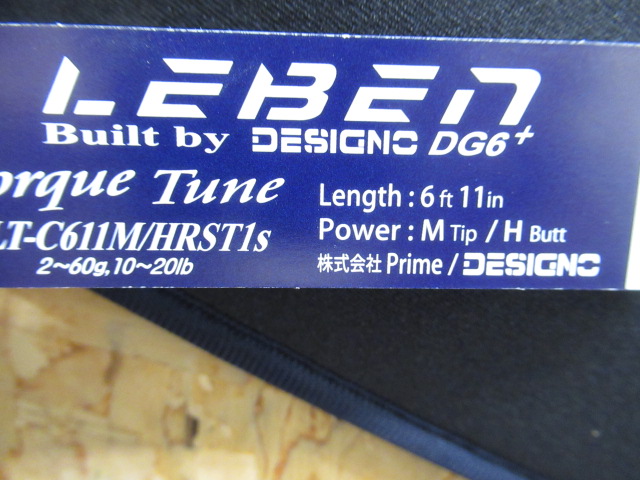 LEBEN
Built by DESIGNO DG6+
orque Tune
LT-C611M/HRST1s
2~60g,10~20lb
Length : 6 ft 11in
Power : M Tip / H Butt
株式会社 Prime / DESIGNO